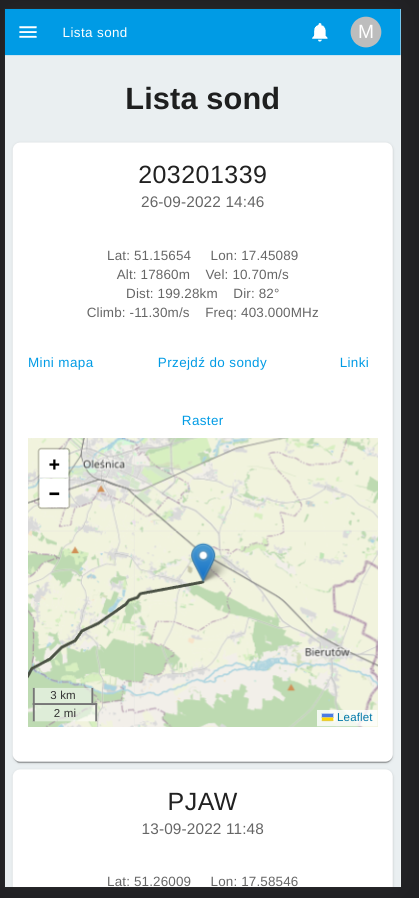 Lista sond
M
Lista sond
203201339
26-09-2022 14:46
Lat: 51.15654 Lon: 17.45089
Alt: 17860m Vel: 10.70m/s
Dist: 199.28km Dir: 82°
Climb: -11.30m/s Freq: 403.000MHz
Mini mapa Przejdź do sondy Linki
Raster
+
Oleśnica
−
Bierutów
3 km
2 mi
Leaflet
PJAW
13-09-2022 11:48
Lat: 51.26009 Lon: 17.58546